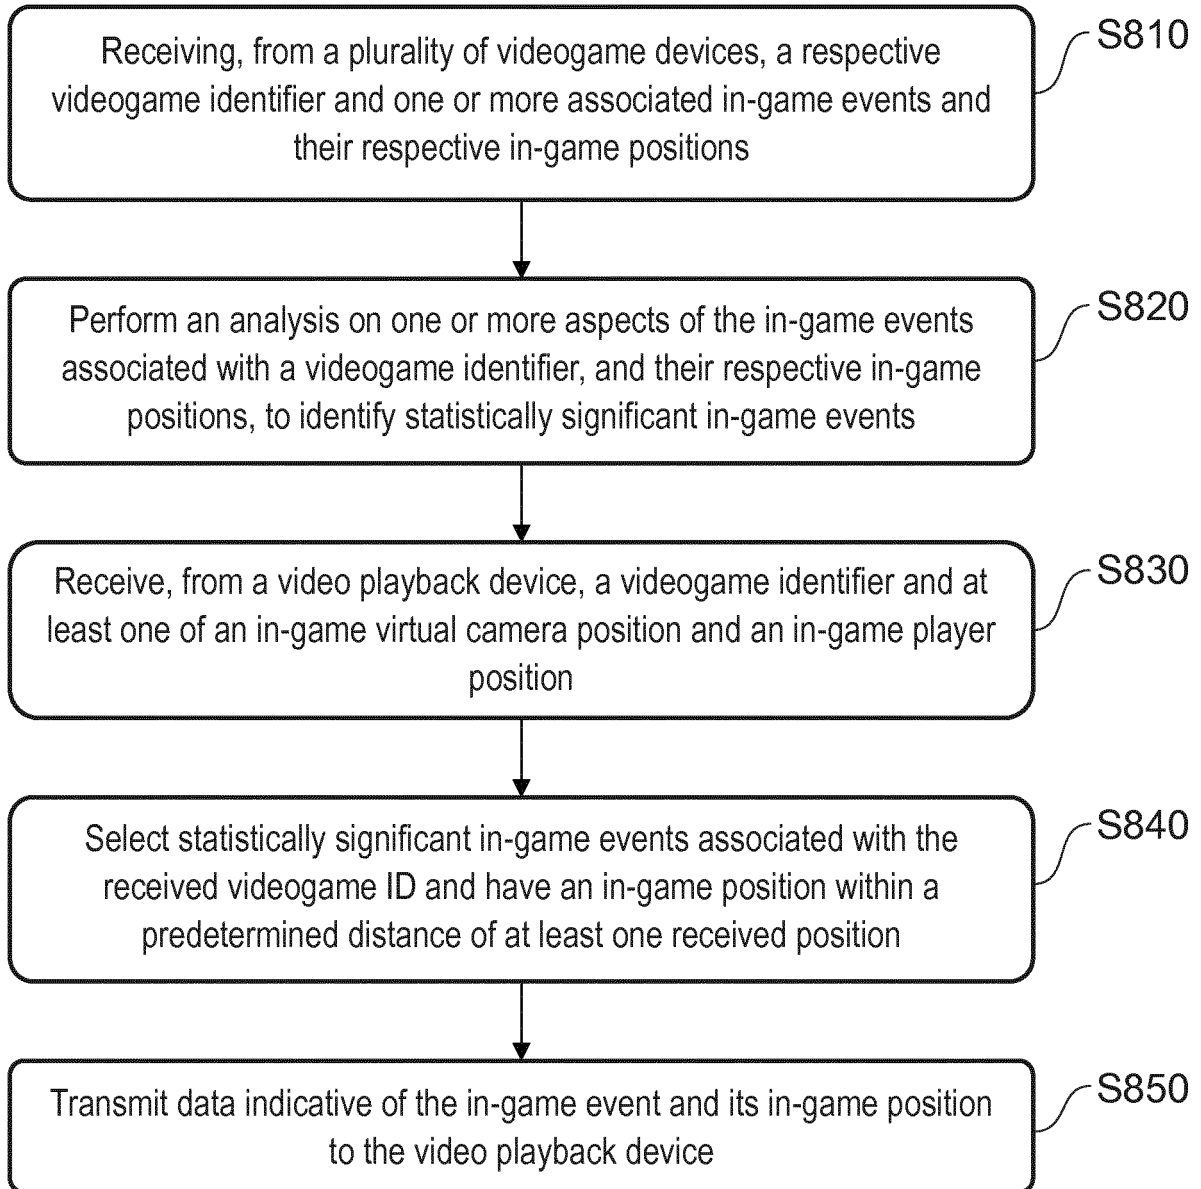 Receiving, from a plurality of videogame devices, a respective
videogame identifier and one or more associated in-game events and
their respective in-game positions
S810
Perform an analysis on one or more aspects of the in-game events
associated with a videogame identifier, and their respective in-game
positions, to identify statistically significant in-game events
S820
Receive, from a video playback device, a videogame identifier and at
least one of an in-game virtual camera position and an in-game player
position
S830
Select statistically significant in-game events associated with the
received videogame ID and have an in-game position within a
predetermined distance of at least one received position
S840
Transmit data indicative of the in-game event and its in-game position
to the video playback device
S850